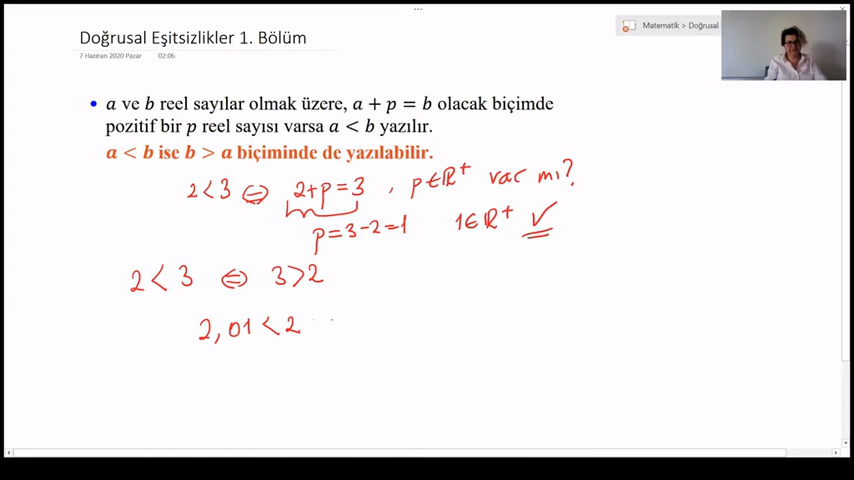 Doğrusal Eşitsizlikler 1. Bölüm
7 Haziran 2020 Pazar 02:06
Matematik > Doğrusal
• a ve b reel sayılar olmak üzere, a + p = b olacak biçimde
pozitif bir p reel sayısı varsa a < b yazılır.
a < b ise b > a biçiminde de yazılabilir.
2<3 ⇔ 2+p=3 , p∈ℝ⁺ var mı?
p=3-2=1 1∈ℝ⁺ ✓
2<3 ⇔ 3>2
2,01<2